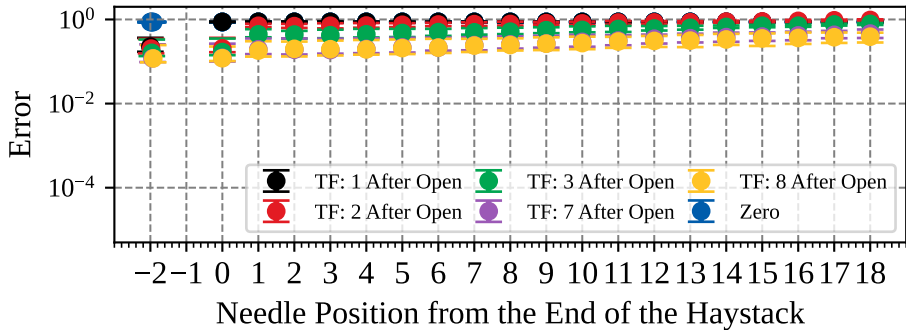 10⁰
10⁻²
10⁻⁴
Error
TF: 1 After Open
TF: 3 After Open
TF: 8 After Open
TF: 2 After Open
TF: 7 After Open
Zero
−2 −1 0 1 2 3 4 5 6 7 8 9 10 11 12 13 14 15 16 17 18
Needle Position from the End of the Haystack